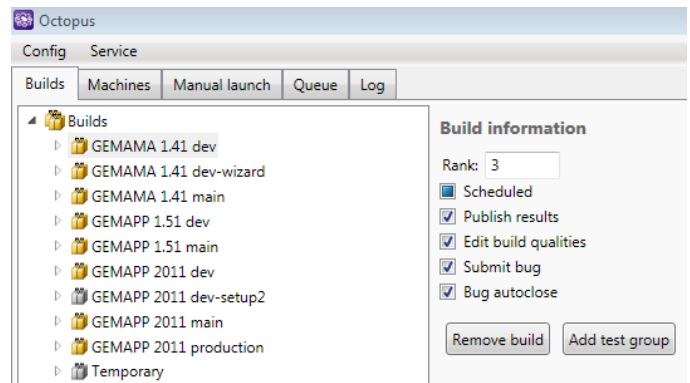 Octopus
Config Service
Builds Machines Manual launch Queue Log
Builds
GEMAMA 1.41 dev
GEMAMA 1.41 dev-wizard
GEMAMA 1.41 main
GEMAPP 1.51 dev
GEMAPP 1.51 main
GEMAPP 2011 dev
GEMAPP 2011 dev-setup2
GEMAPP 2011 main
GEMAPP 2011 production
Temporary
Build information
Rank: 3
Scheduled
Publish results
Edit build qualities
Submit bug
Bug autoclose
Remove build Add test group